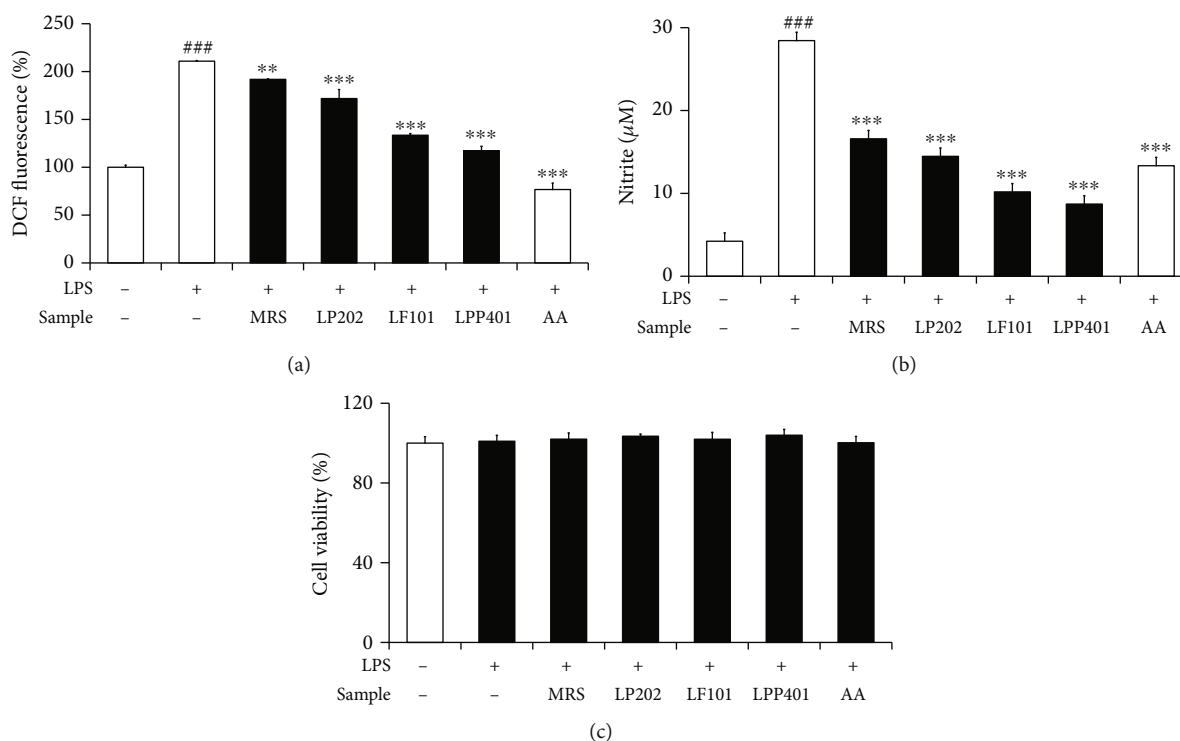 DCF fluorescence (%)
250
200
150
100
50
0
###
**
***
***
***
***
LPS – + + + + + +
Sample – – MRS LP202 LF101 LPP401 AA
(a)
Nitrite (μM)
30
20
10
0
###
***
***
***
***
***
LPS – + + + + + +
Sample – – MRS LP202 LF101 LPP401 AA
(b)
Cell viability (%)
120
80
40
0
LPS – + + + + + +
Sample – – MRS LP202 LF101 LPP401 AA
(c)